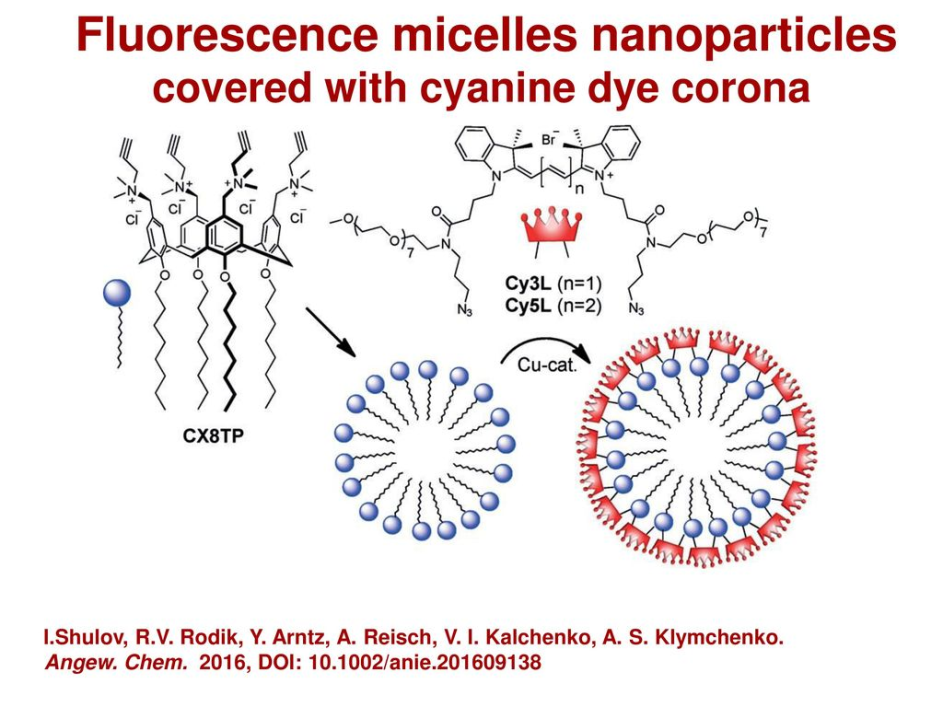 Fluorescence micelles nanoparticles
covered with cyanine dye corona
Br⁻
N
N⁺
n
N⁺
N⁺
⁺N
N⁺
Cl⁻
Cl⁻
Cl⁻
Cl⁻
O
O
O
O
O
O
7
N
O
O
N
O
O
7
N₃
N₃
Cy3L (n=1)
Cy5L (n=2)
Cu-cat.
CX8TP
I.Shulov, R.V. Rodik, Y. Arntz, A. Reisch, V. I. Kalchenko, A. S. Klymchenko.
Angew. Chem. 2016, DOI: 10.1002/anie.201609138